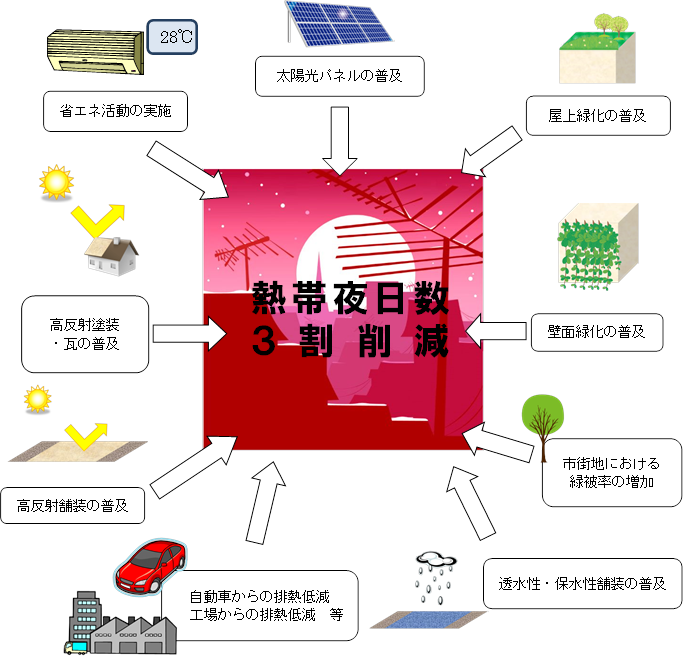 28℃
太陽光パネルの普及
省エネ活動の実施
屋上緑化の普及
熱帯夜日数
3割削減
高反射塗装
・瓦の普及
壁面緑化の普及
市街地における
緑被率の増加
高反射舗装の普及
自動車からの排熱低減
工場からの排熱低減　等
透水性・保水性舗装の普及